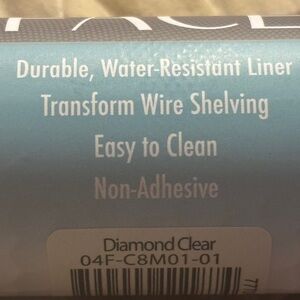 Durable, Water-Resistant Liner
Transform Wire Shelving
Easy to Clean
Non-Adhesive
Diamond Clear
04F-C8M01-01